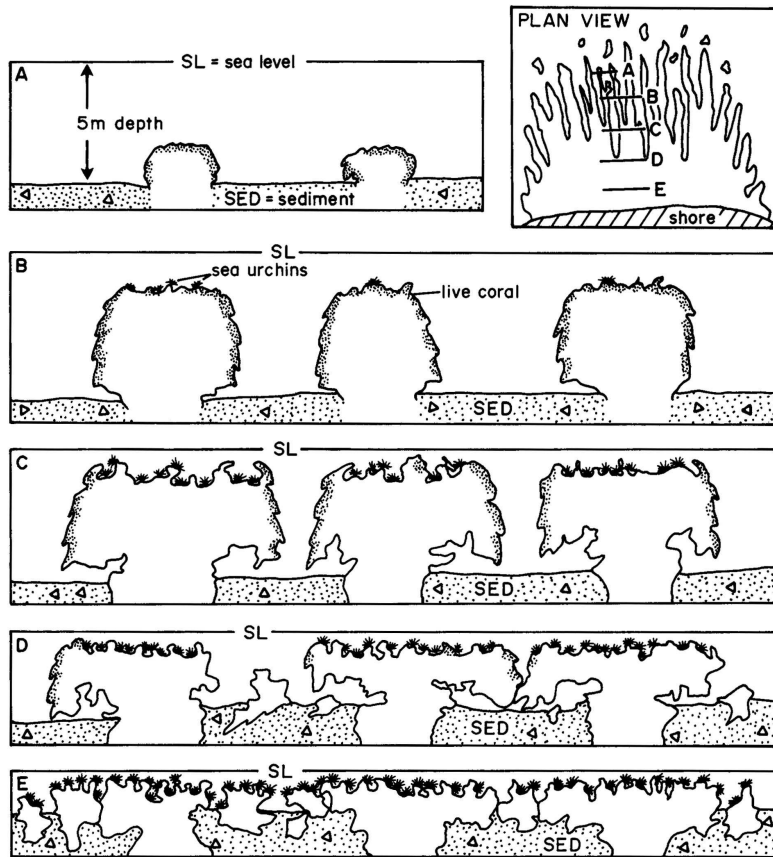 A
SL = sea level
5m depth
SED = sediment
PLAN VIEW
A
B
C
D
E
shore
B
SL
sea urchins
live coral
SED
C
SL
SED
D
SL
SED
E
SL
SED